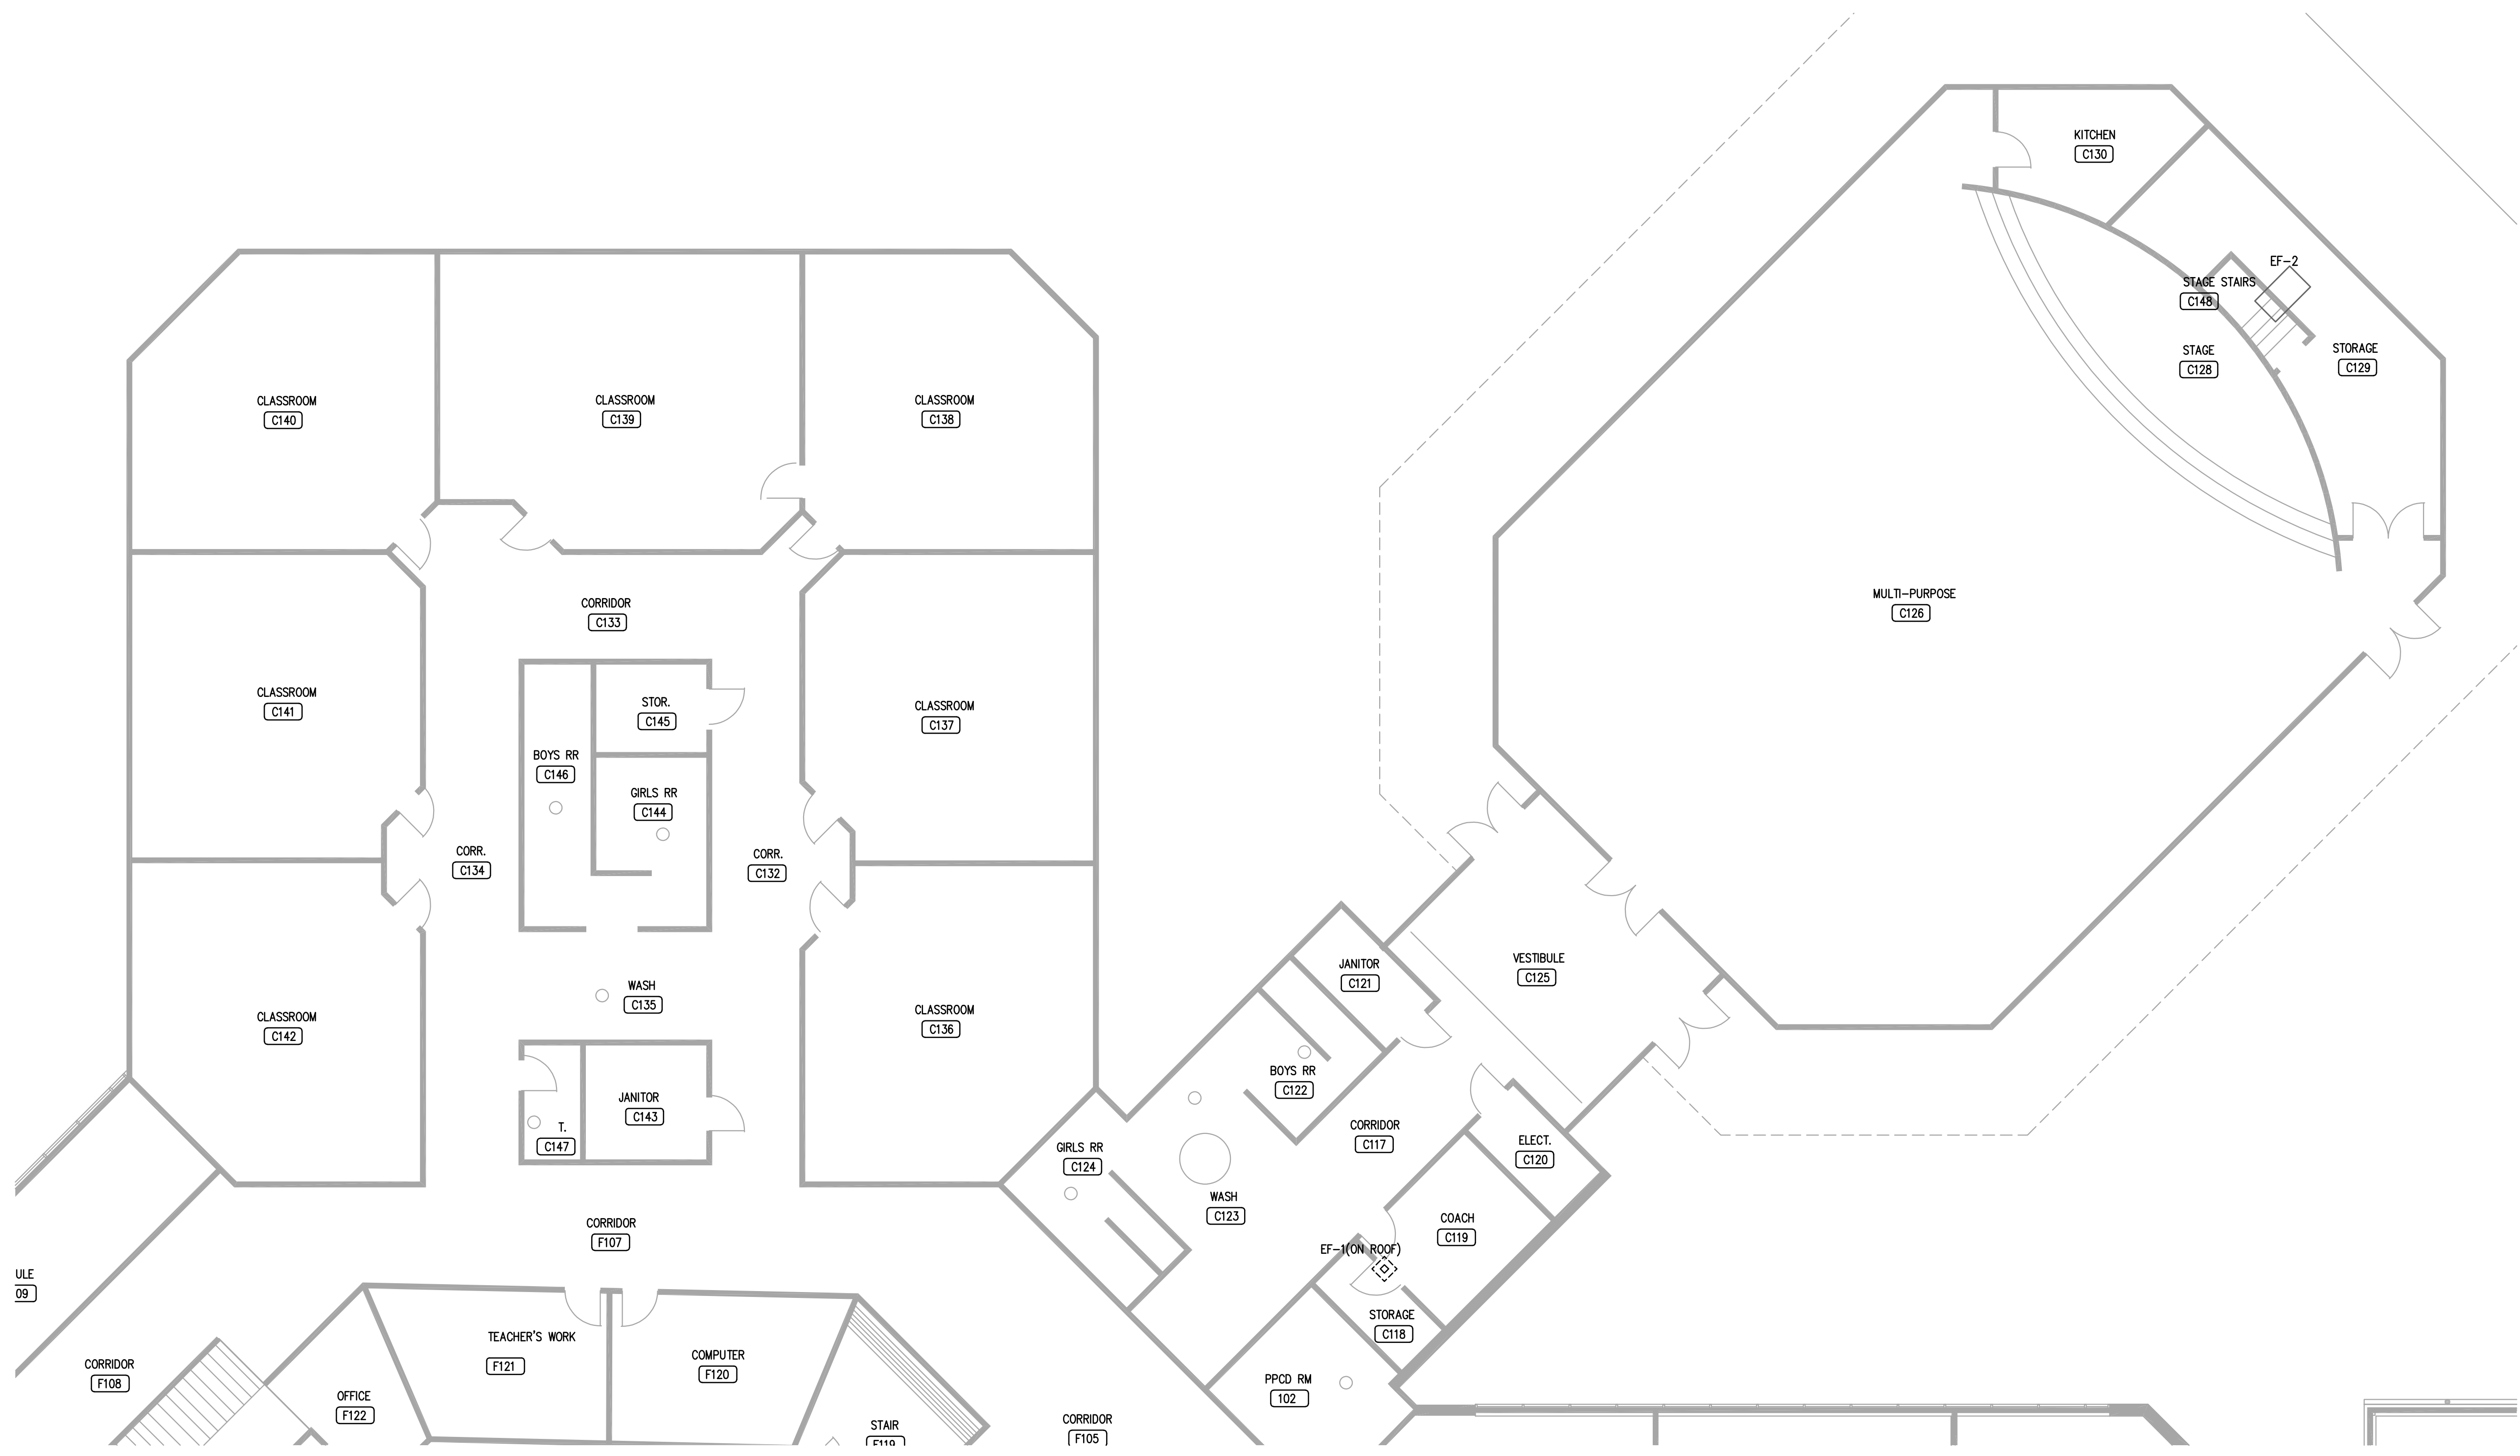 KITCHEN
C130
EF-2
STAGE STAIRS
C148
STAGE
C128
STORAGE
C129
CLASSROOM
C140
CLASSROOM
C139
CLASSROOM
C138
MULTI-PURPOSE
C126
CORRIDOR
C133
CLASSROOM
C141
STOR.
C145
CLASSROOM
C137
BOYS RR
C146
GIRLS RR
C144
CORR.
C134
CORR.
C132
WASH
C135
CLASSROOM
C142
CLASSROOM
C136
JANITOR
C121
VESTIBULE
C125
BOYS RR
C122
JANITOR
C143
T.
C147
CORRIDOR
C117
ELECT.
C120
GIRLS RR
C124
WASH
C123
COACH
C119
CORRIDOR
F107
EF-1(ON ROOF)
ULE
09
STORAGE
C118
TEACHER'S WORK
F121
COMPUTER
F120
CORRIDOR
F108
PPCD RM
102
OFFICE
F122
STAIR
F119
CORRIDOR
F105